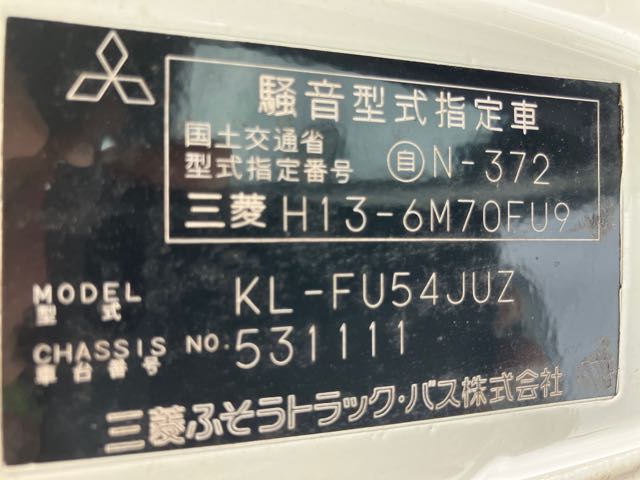 騒音型式指定車
国土交通省
型式指定番号 自N-372
三菱 H13-6M70FU9
MODEL KL-FU54JUZ
型式
CHASSIS NO. 531111
車台番号
三菱ふそうトラック・バス株式会社